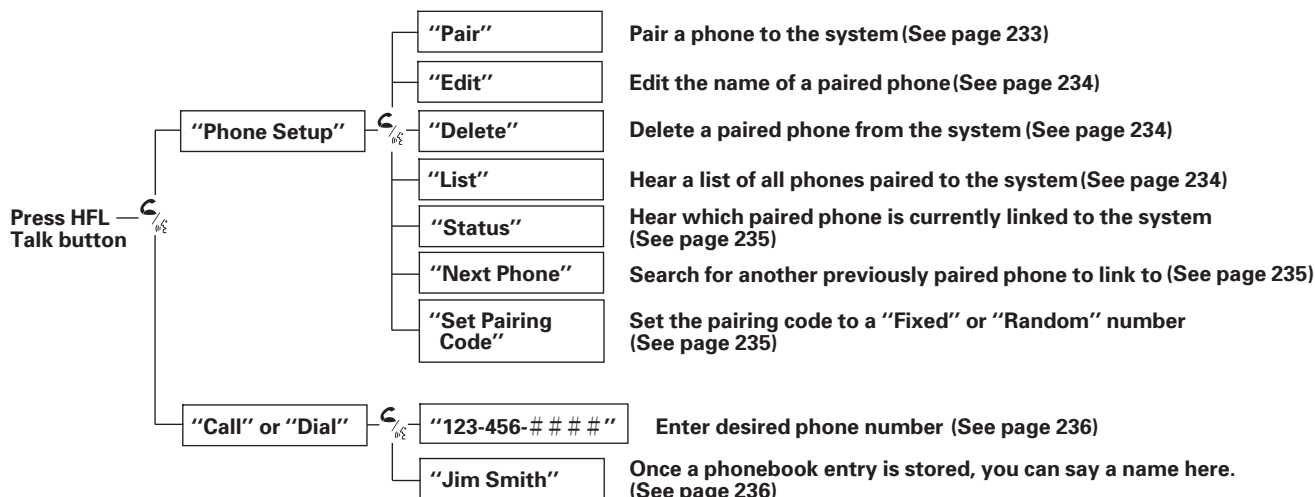 "Pair" Pair a phone to the system (See page 233)
"Edit" Edit the name of a paired phone (See page 234)
"Phone Setup" "Delete" Delete a paired phone from the system (See page 234)
"List" Hear a list of all phones paired to the system (See page 234)
Press HFL
Talk button
"Status" Hear which paired phone is currently linked to the system
(See page 235)
"Next Phone" Search for another previously paired phone to link to (See page 235)
"Set Pairing
Code"
Set the pairing code to a "Fixed" or "Random" number
(See page 235)
"Call" or "Dial" "123-456-####" Enter desired phone number (See page 236)
"Jim Smith" Once a phonebook entry is stored, you can say a name here.
(See page 236)